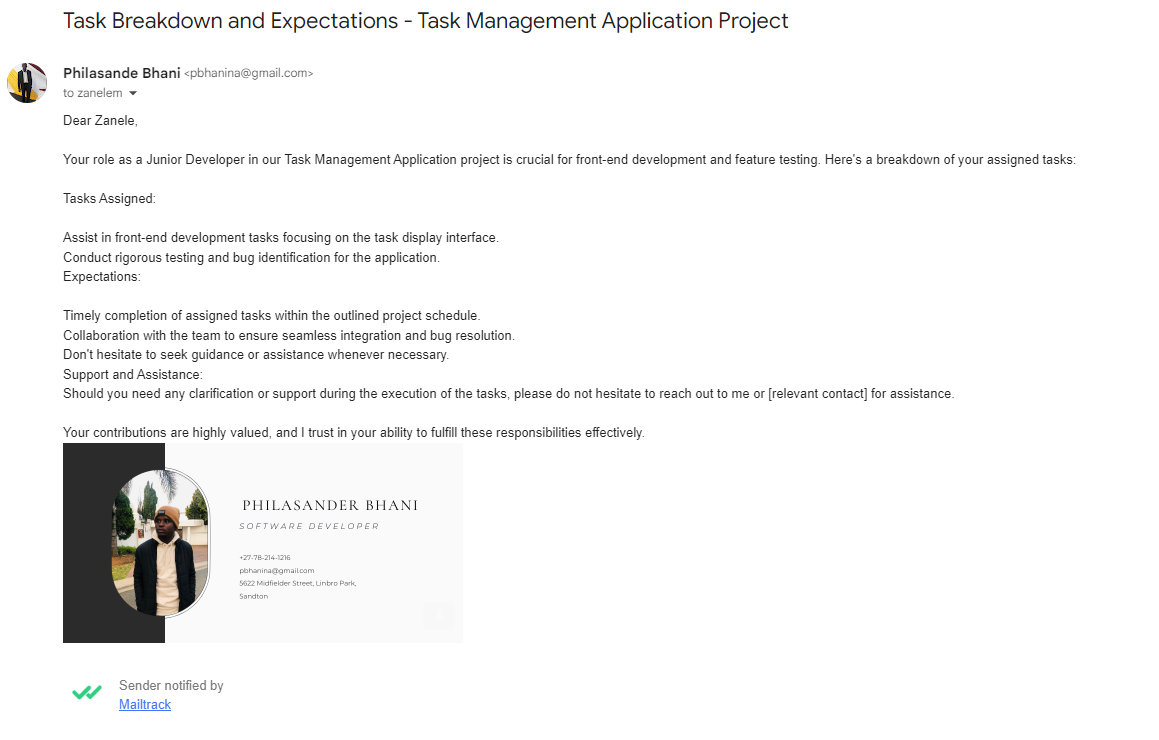 Task Breakdown and Expectations - Task Management Application Project
Philasande Bhani <pbhanina@gmail.com>
to zanelem
Dear Zanele,
Your role as a Junior Developer in our Task Management Application project is crucial for front-end development and feature testing. Here's a breakdown of your assigned tasks:
Tasks Assigned:
Assist in front-end development tasks focusing on the task display interface.
Conduct rigorous testing and bug identification for the application.
Expectations:
Timely completion of assigned tasks within the outlined project schedule.
Collaboration with the team to ensure seamless integration and bug resolution.
Don't hesitate to seek guidance or assistance whenever necessary.
Support and Assistance:
Should you need any clarification or support during the execution of the tasks, please do not hesitate to reach out to me or [relevant contact] for assistance.
Your contributions are highly valued, and I trust in your ability to fulfill these responsibilities effectively.
PHILASANDER BHANI
SOFTWARE DEVELOPER
+27-78-214-1216
pbhanina@gmail.com
5622 Midfielder Street, Linbro Park,
Sandton
Sender notified by
Mailtrack